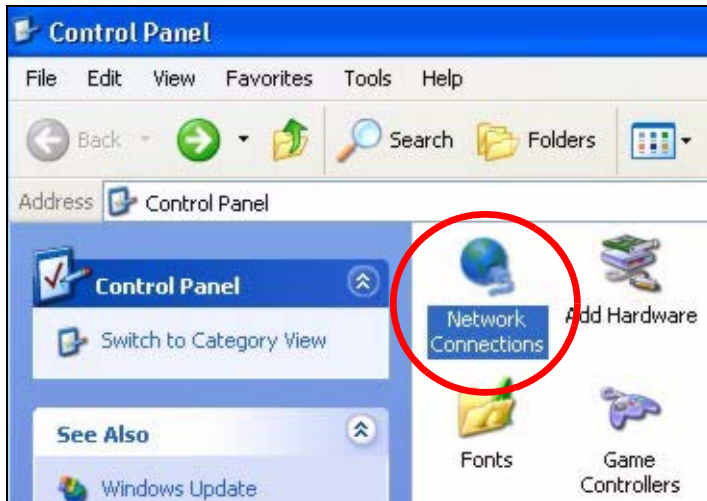 Control Panel
File Edit View Favorites Tools Help
Back Search Folders
Address Control Panel
Control Panel
Switch to Category View
See Also
Windows Update
Network
Connections
Add Hardware
Fonts
Game
Controllers